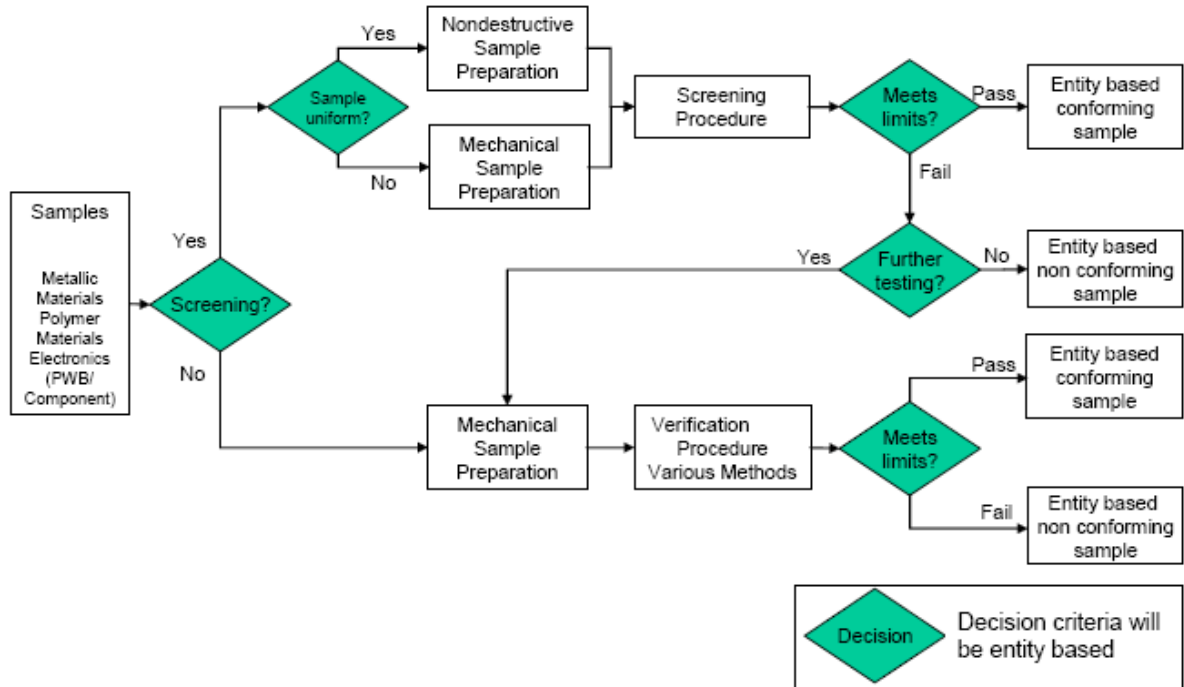 Samples
Metallic
Materials
Polymer
Materials
Electronics
(PWB/
Component)
Screening?
Yes
No
Sample
uniform?
Yes
No
Nondestructive
Sample
Preparation
Mechanical
Sample
Preparation
Screening
Procedure
Meets
limits?
Pass
Fail
Entity based
conforming
sample
Further
testing?
Yes
No
Entity based
non conforming
sample
Mechanical
Sample
Preparation
Verification
Procedure
Various Methods
Meets
limits?
Pass
Fail
Entity based
conforming
sample
Entity based
non conforming
sample
Decision
Decision criteria will
be entity based